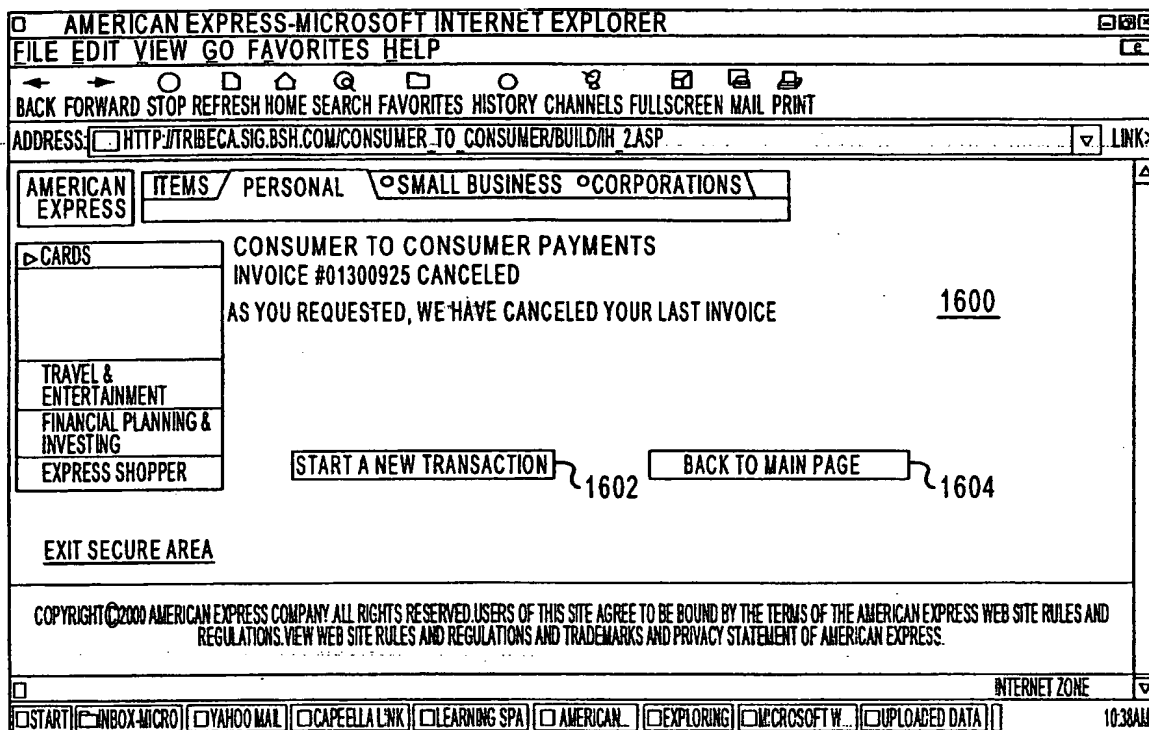 AMERICAN EXPRESS-MICROSOFT INTERNET EXPLORER
FILE EDIT VIEW GO FAVORITES HELP
BACK FORWARD STOP REFRESH HOME SEARCH FAVORITES HISTORY CHANNELS FULLSCREEN MAIL PRINT
ADDRESS: HTTP://TRIBECA.SIG.BSH.COM/CONSUMER_TO_CONSUMER/BUILD/IH_2.ASP LINK>
AMERICAN EXPRESS
ITEMS PERSONAL SMALL BUSINESS CORPORATIONS
CARDS
TRAVEL &
ENTERTAINMENT
FINANCIAL PLANNING &
INVESTING
EXPRESS SHOPPER
EXIT SECURE AREA
CONSUMER TO CONSUMER PAYMENTS
INVOICE #01300925 CANCELED
AS YOU REQUESTED, WE HAVE CANCELED YOUR LAST INVOICE
1600
START A NEW TRANSACTION 1602
BACK TO MAIN PAGE 1604
COPYRIGHT ©2000 AMERICAN EXPRESS COMPANY. ALL RIGHTS RESERVED. USERS OF THIS SITE AGREE TO BE BOUND BY THE TERMS OF THE AMERICAN EXPRESS WEB SITE RULES AND
REGULATIONS. VIEW WEB SITE RULES AND REGULATIONS AND TRADEMARKS AND PRIVACY STATEMENT OF AMERICAN EXPRESS.
INTERNET ZONE
START INBOX-MICRO YAHOO MAIL CAPEELLA LINK LEARNING SPA AMERICAN... EXPLORING MICROSOFT W... UPLOADED DATA 10:38AM